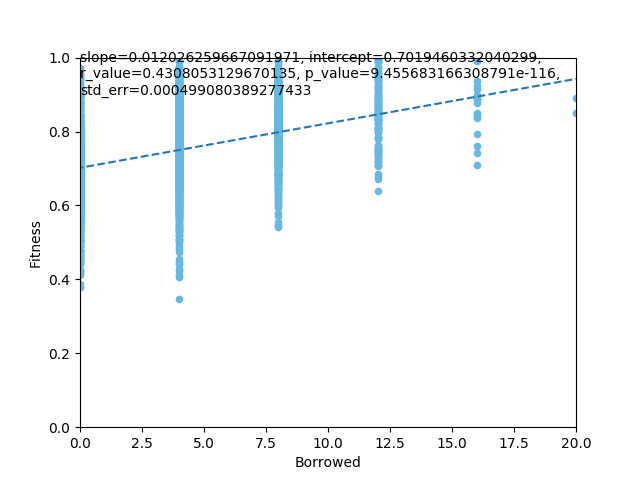 slope=0.012026259667091971, intercept=0.7019460332040299,
r_value=0.4308053129670135, p_value=9.455683166308791e-116,
std_err=0.000499080389277433
1.0
0.8
0.6
0.4
0.2
0.0
Fitness
0.0 2.5 5.0 7.5 10.0 12.5 15.0 17.5 20.0
Borrowed